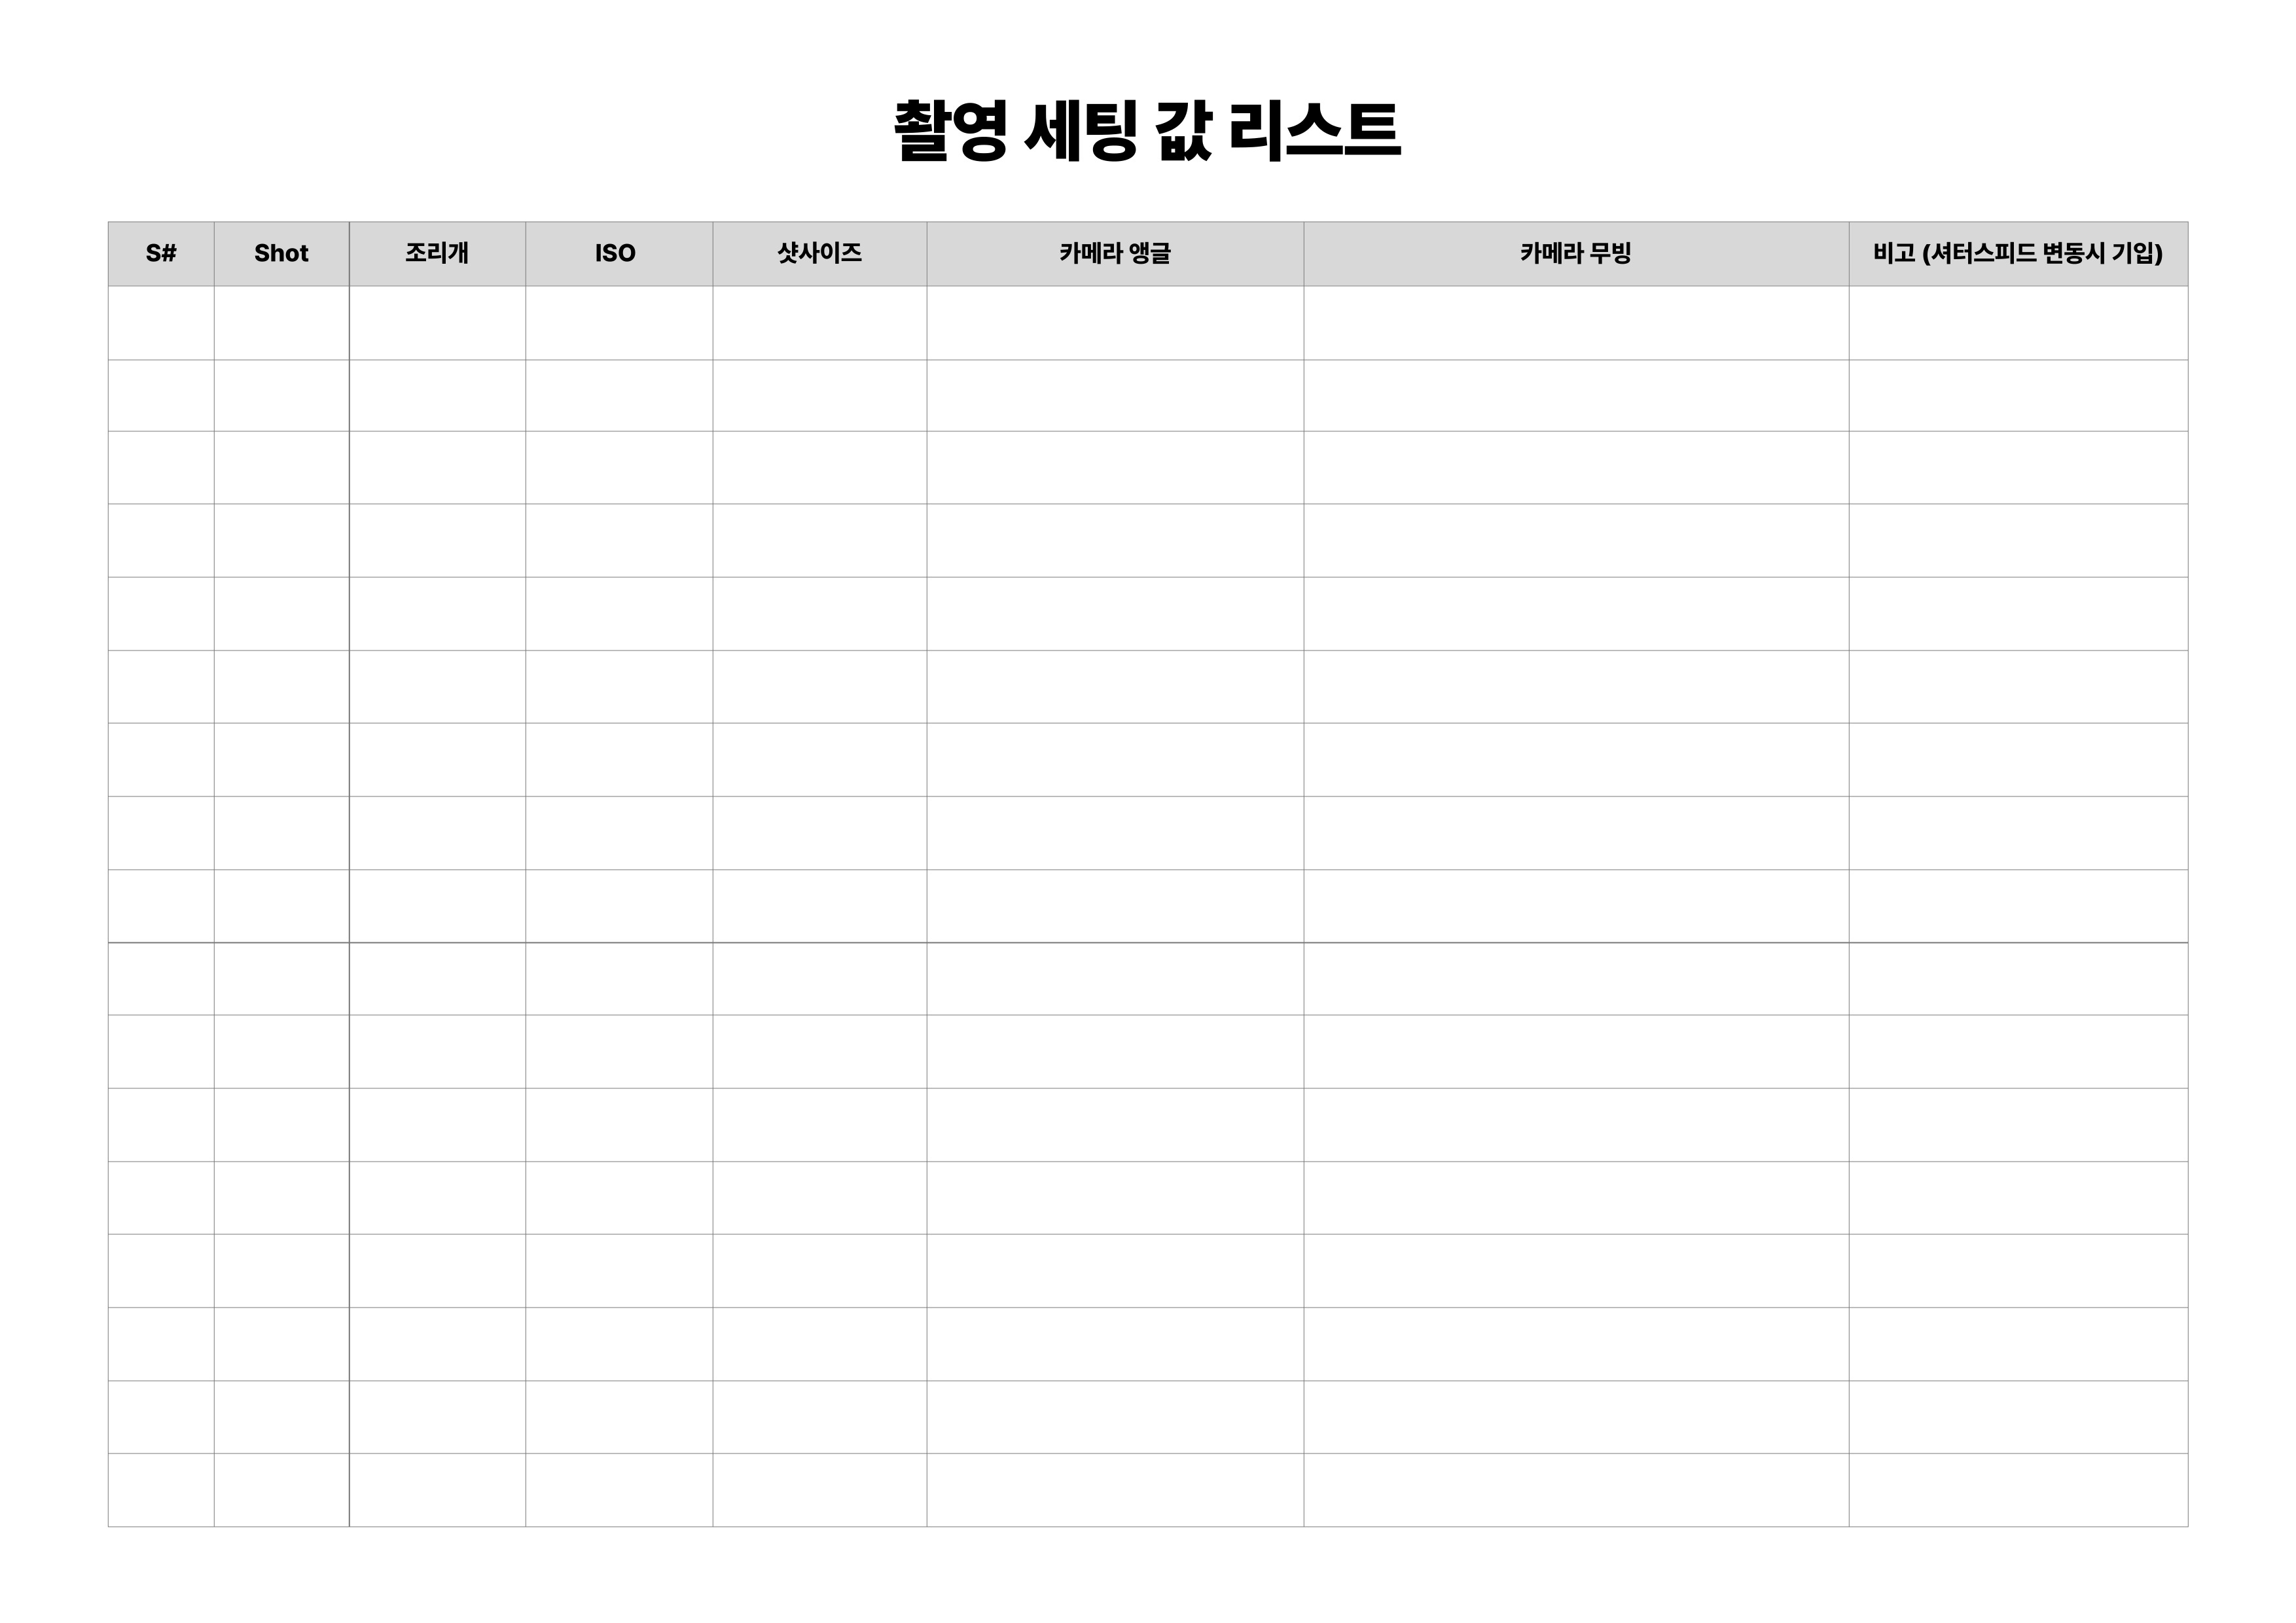 촬영 세팅 값 리스트
S# Shot 조리개 ISO 샷사이즈 카메라 앵글 카메라 무빙 비고 (셔터스피드 변동시 기입)